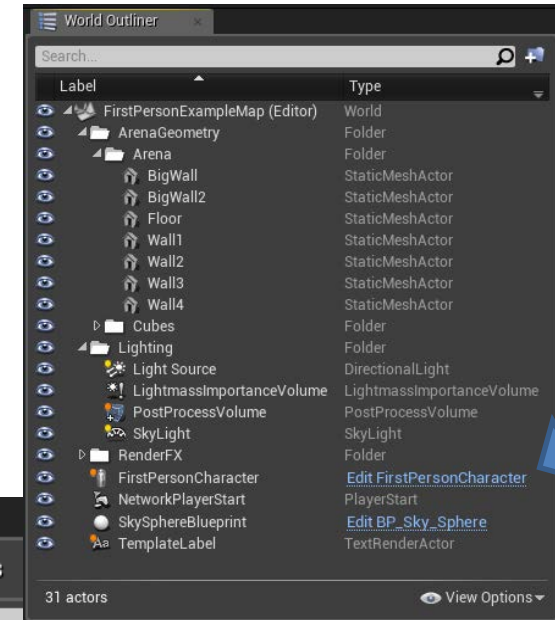 World Outliner
Search...
Label Type
FirstPersonExampleMap (Editor) World
ArenaGeometry Folder
Arena Folder
BigWall StaticMeshActor
BigWall2 StaticMeshActor
Floor StaticMeshActor
Wall1 StaticMeshActor
Wall2 StaticMeshActor
Wall3 StaticMeshActor
Wall4 StaticMeshActor
Cubes Folder
Lighting Folder
Light Source DirectionalLight
LightmassImportanceVolume LightmassImportanceVolume
PostProcessVolume PostProcessVolume
SkyLight SkyLight
RenderFX Folder
FirstPersonCharacter Edit FirstPersonCharacter
NetworkPlayerStart PlayerStart
SkySphereBlueprint Edit BP_Sky_Sphere
TemplateLabel TextRenderActor
31 actors View Options